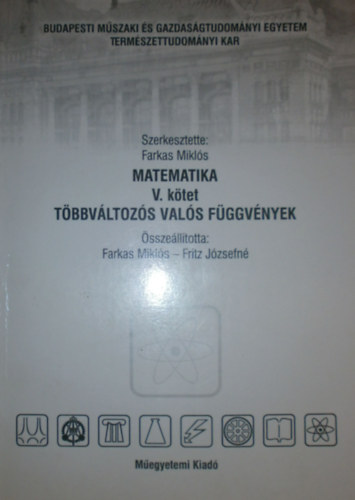 BUDAPESTI MŰSZAKI ÉS GAZDASÁGTUDOMÁNYI EGYETEM
TERMÉSZETTUDOMÁNYI KAR
Szerkesztette:
Farkas Miklós
MATEMATIKA
V. kötet
TÖBBVÁLTOZÓS VALÓS FÜGGVÉNYEK
Összeállította:
Farkas Miklós – Fritz Józsefné
Műegyetemi Kiadó